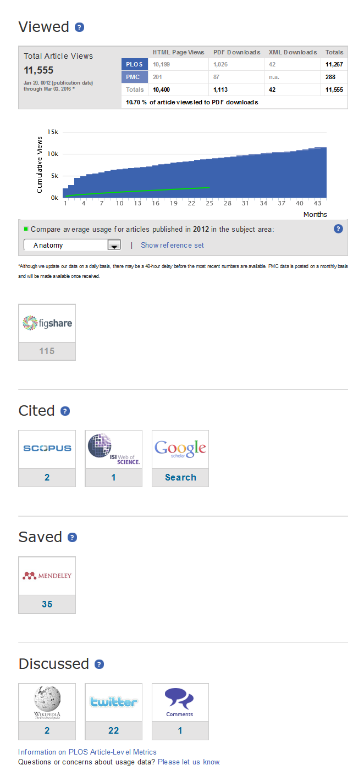 Viewed ?
Total Article Views
11,555
Jan 20, 2012 (publication date)
through Mar 03, 2016 *
HTML Page Views PDF Downloads XML Downloads Totals
PLOS 10,199 1,026 42 11,267
PMC 201 87 n.a. 288
Totals 10,400 1,113 42 11,555
10.70 % of article views led to PDF downloads
Cumulative Views
15k
10k
5k
0k
1 4 7 10 13 16 19 22 25 28 31 34 37 40 43
Months
Compare average usage for articles published in 2012 in the subject area: ?
Anatomy | Show reference set
*Although we update our data on a daily basis, there may be a 48-hour delay before the most recent numbers are available. PMC data is posted on a monthly basis
and will be made available once received.
figshare
115
Cited ?
SCOPUS
ISI Web of SCIENCE.
Google scholar
2
1
Search
Saved ?
MENDELEY
35
Discussed ?
WIKIPEDIA
twitter
Comments
2
22
1
Information on PLOS Article-Level Metrics
Questions or concerns about usage data? Please let us know.